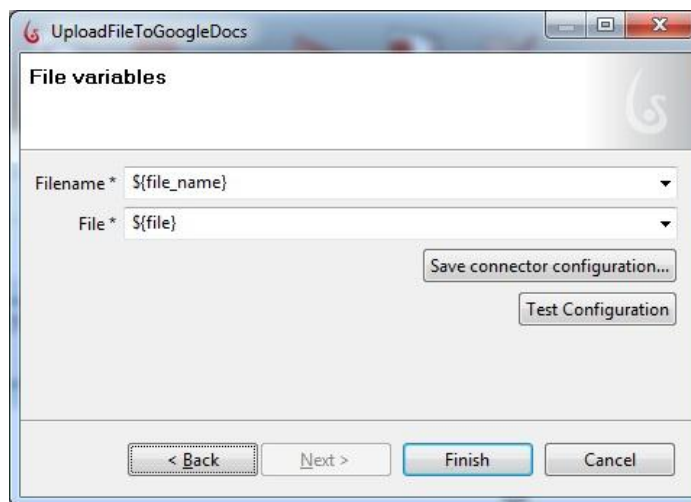 UploadFileToGoogleDocs
File variables
Filename * ${file_name}
File * ${file}
Save connector configuration...
Test Configuration
< Back Next > Finish Cancel